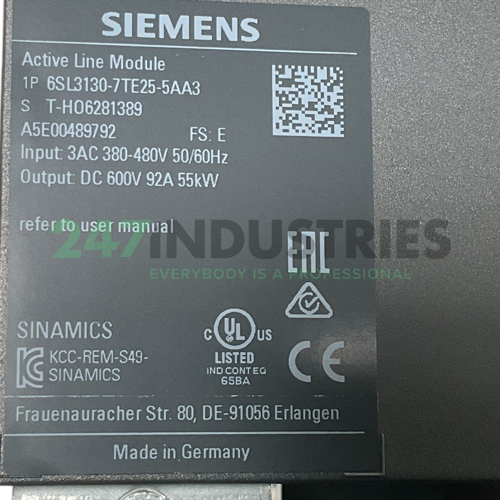 SIEMENS
Active Line Module
1P 6SL3130-7TE25-5AA3
S T-HO6281389
A5E00489792 FS: E
Input: 3AC 380-480V 50/60Hz
Output: DC 600V 92A 55kW
refer to user manual
247INDUSTRIES
EVERYBODY IS A PROFESSIONAL
EAC
SINAMICS
KCC-REM-S49-
SINAMICS
C UL US
LISTED
IND CONT EQ
65BA
CE
Frauenauracher Str. 80, DE-91056 Erlangen
Made in Germany